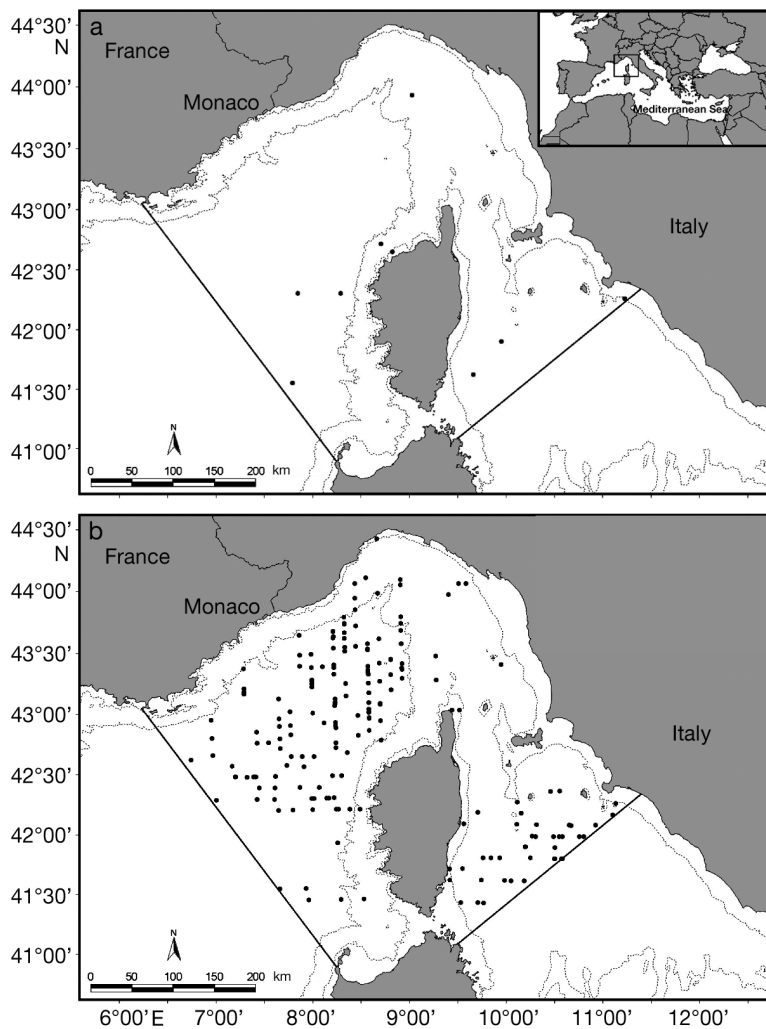 44°30'
N
a
France
Mediterranean Sea
44°00'
Monaco
43°30'
43°00'
Italy
42°30'
42°00'
41°30'
41°00'
N
0 50 100 150 200 km
44°30'
N
b
France
44°00'
Monaco
43°30'
43°00'
Italy
42°30'
42°00'
41°30'
41°00'
N
0 50 100 150 200 km
6°00' E 7°00' 8°00' 9°00' 10°00' 11°00' 12°00'